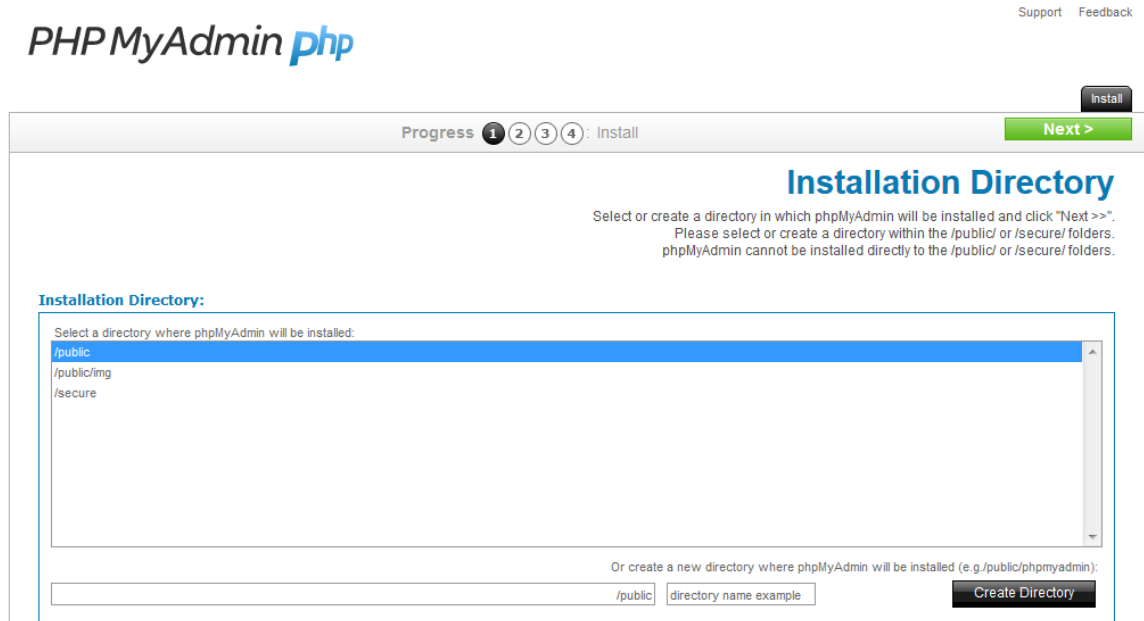 Support Feedback
PHP MyAdmin php
Install
Progress 1 2 3 4 : Install
Next >
Installation Directory
Select or create a directory in which phpMyAdmin will be installed and click "Next >>".
Please select or create a directory within the /public/ or /secure/ folders.
phpMyAdmin cannot be installed directly to the /public/ or /secure/ folders.
Installation Directory:
Select a directory where phpMyAdmin will be installed:
/public
/public/img
/secure
Or create a new directory where phpMyAdmin will be installed (e.g./public/phpmyadmin):
/public directory name example Create Directory